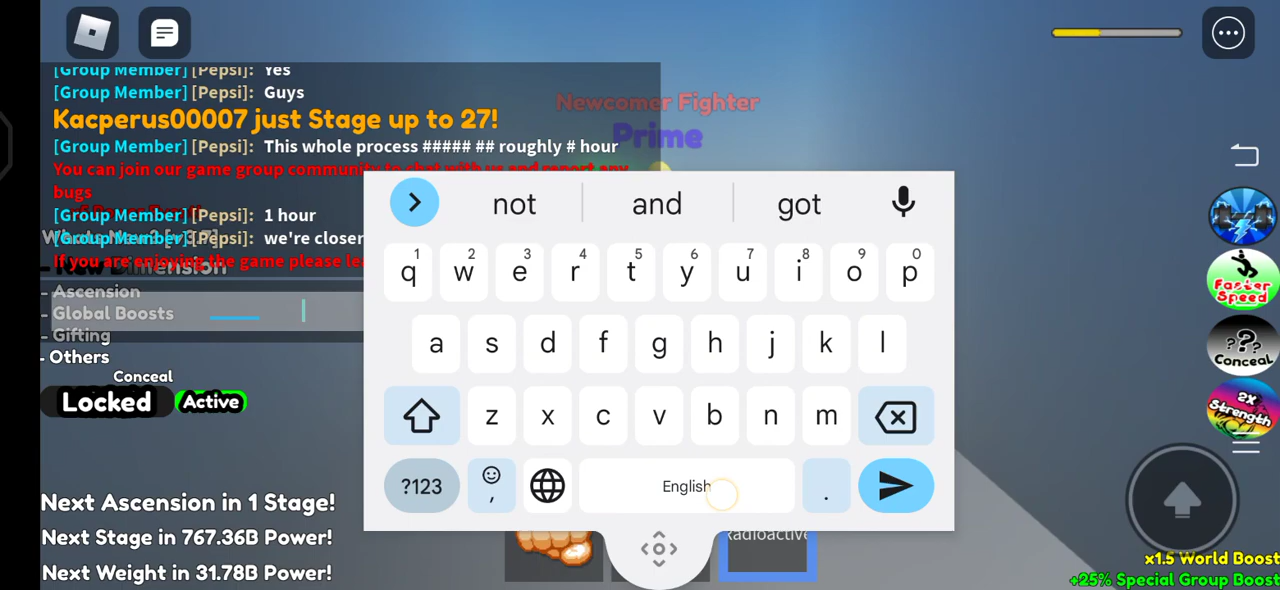 [Group Member] [Pepsi]: Yes
[Group Member] [Pepsi]: Guys
Kacperus00007 just Stage up to 27!
[Group Member] [Pepsi]: This whole process ##### ## roughly # hour
You can join our game group community to chat with us and report any
bugs
[Group Member] [Pepsi]: 1 hour
[Group Member] [Pepsi]: we're closer
If you are enjoying the game please lea
- New Dimension
- Ascension
- Global Boosts
- Gifting
- Others
Conceal
Locked Active
Next Ascension in 1 Stage!
Next Stage in 767.36B Power!
Next Weight in 31.78B Power!
Newcomer Fighter
Prime
not and got
q 1 w 2 e 3 r 4 t 5 y 6 u 7 i 8 o 9 p 0
a s d f g h j k l
z x c v b n m
?123 , English .
Radioactive
Faster
Speed
???
Conceal
2X
Strength
x1.5 World Boost
+25% Special Group Boost